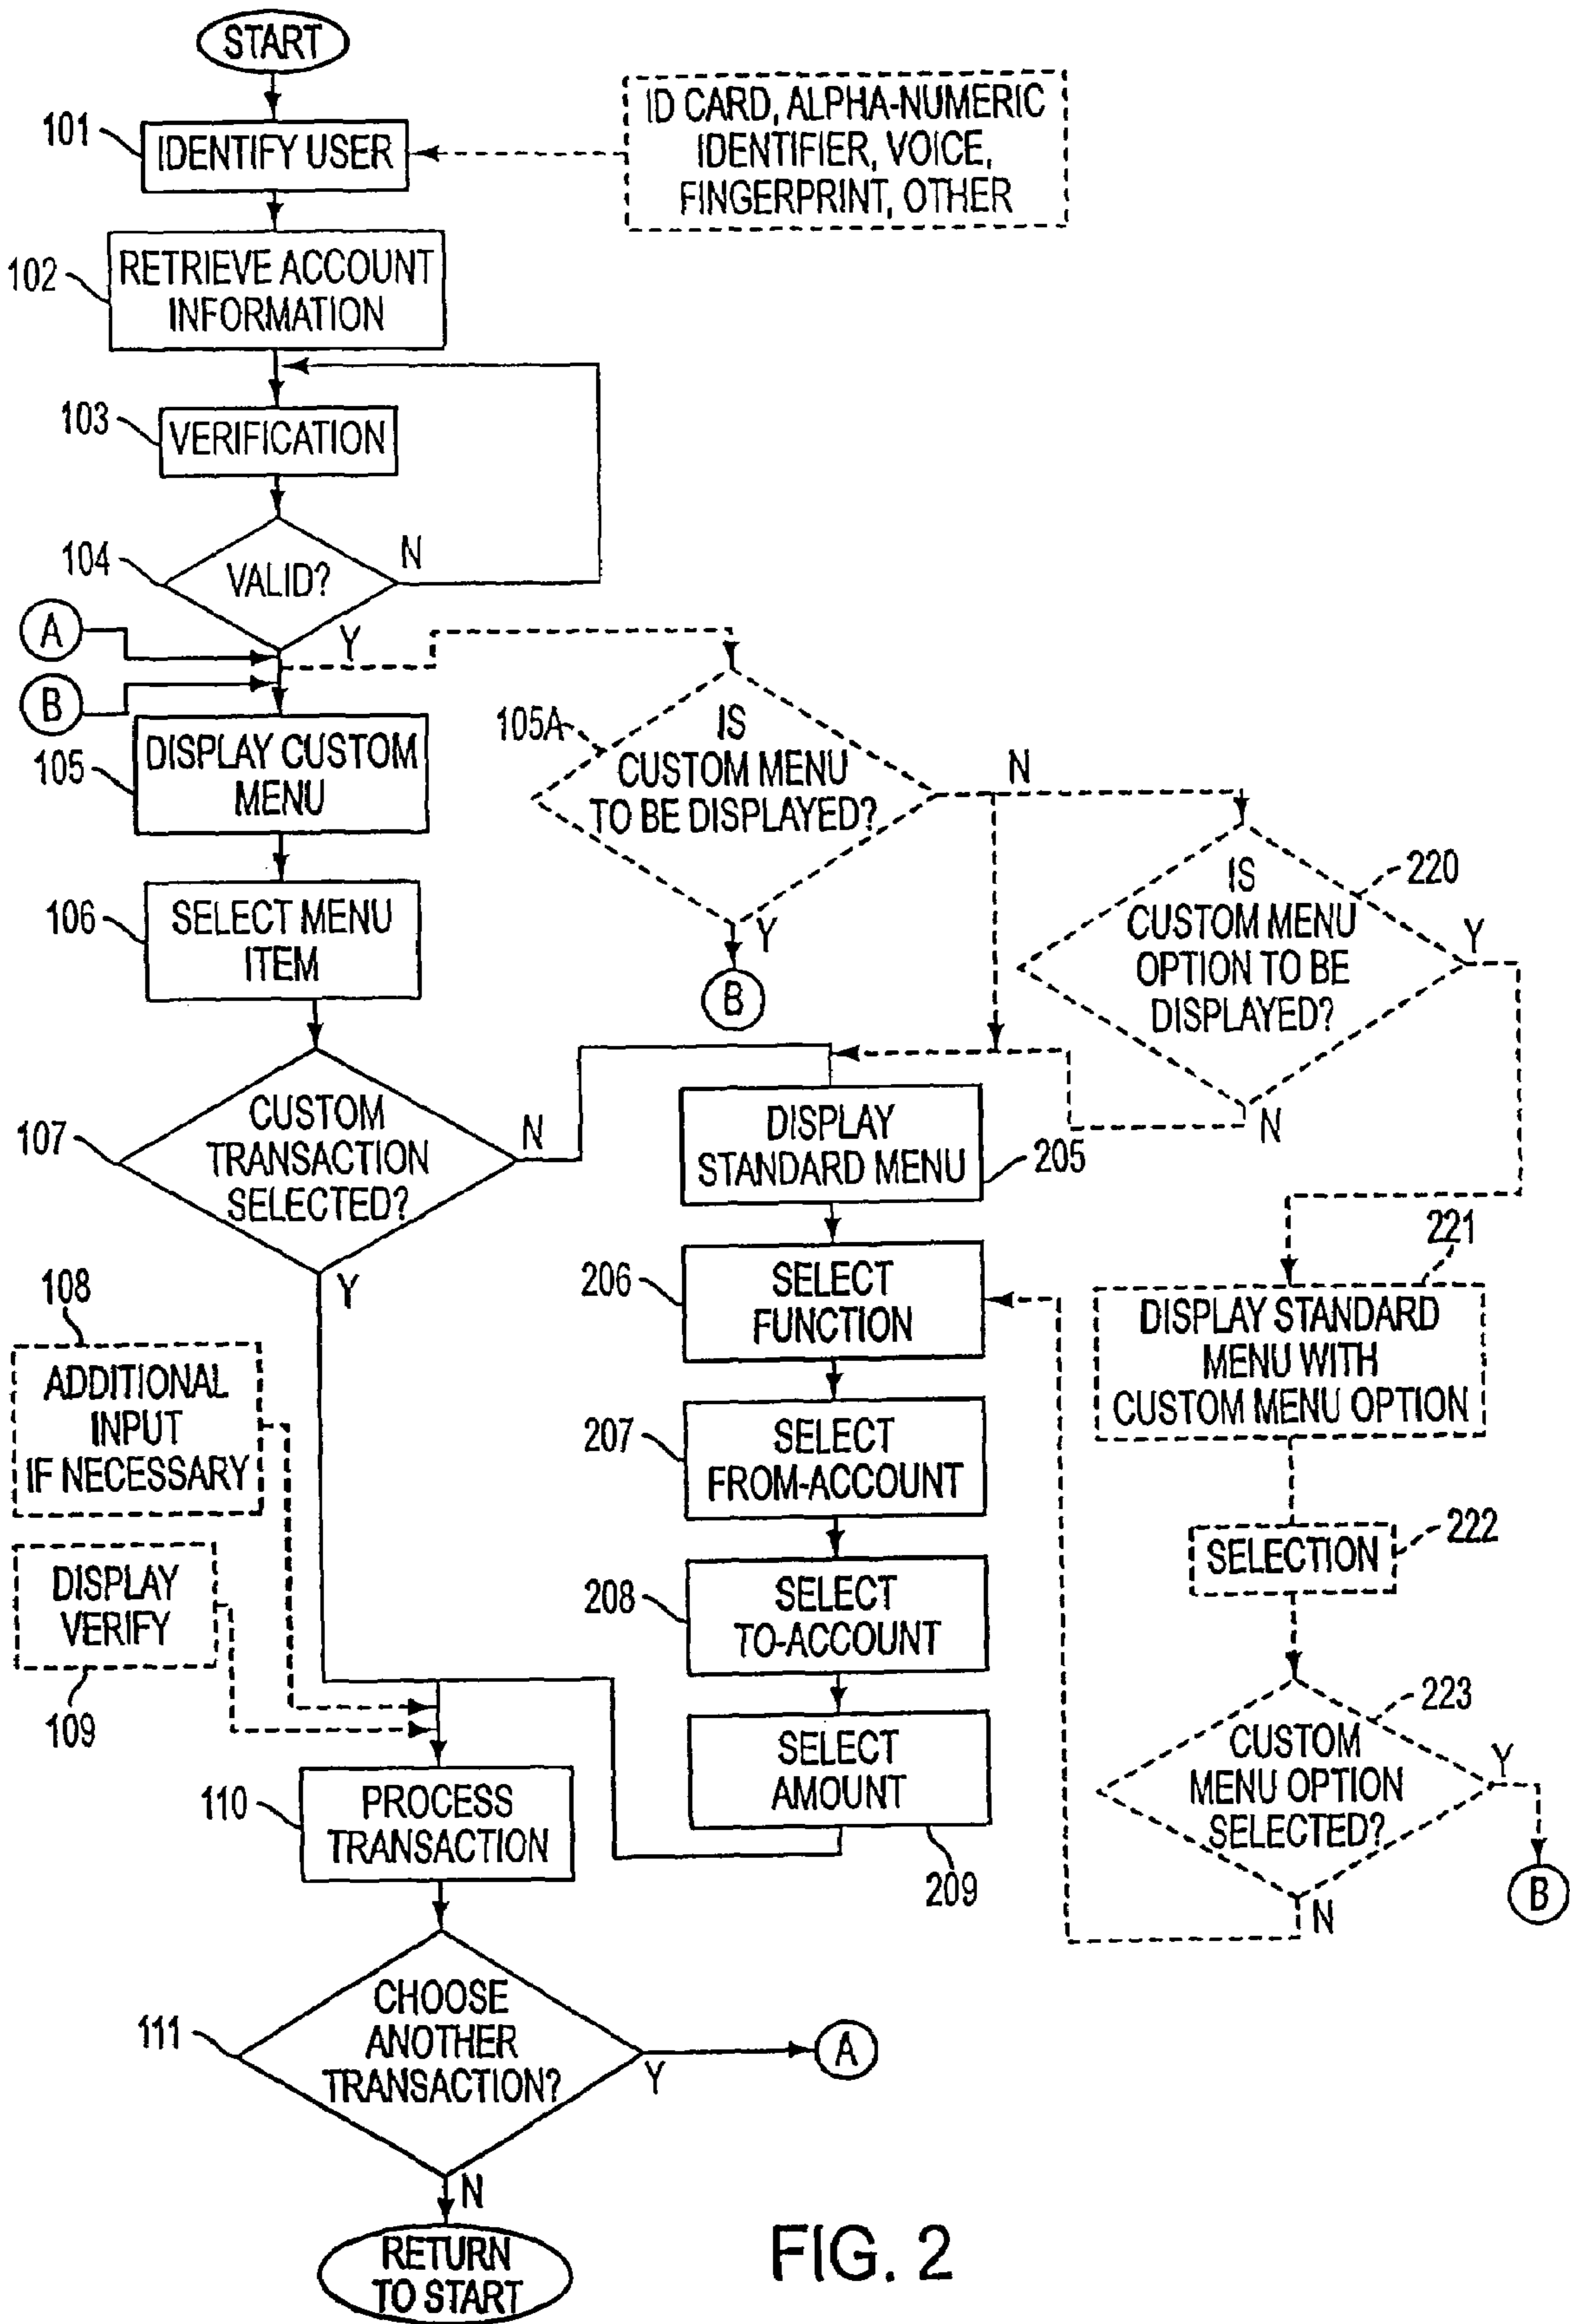 START
101
IDENTIFY USER
ID CARD, ALPHA-NUMERIC
IDENTIFIER, VOICE,
FINGERPRINT, OTHER
102
RETRIEVE ACCOUNT
INFORMATION
103
VERIFICATION
104
VALID?
N
Y
A
B
105
DISPLAY CUSTOM
MENU
105A
IS
CUSTOM MENU
TO BE DISPLAYED?
N
Y
B
220
IS
CUSTOM MENU
OPTION TO BE
DISPLAYED?
Y
N
106
SELECT MENU
ITEM
107
CUSTOM
TRANSACTION
SELECTED?
N
Y
DISPLAY
STANDARD MENU
205
206
SELECT
FUNCTION
221
DISPLAY STANDARD
MENU WITH
CUSTOM MENU OPTION
108
ADDITIONAL
INPUT
IF NECESSARY
207
SELECT
FROM-ACCOUNT
SELECTION
222
DISPLAY
VERIFY
109
208
SELECT
TO-ACCOUNT
223
CUSTOM
MENU OPTION
SELECTED?
Y
N
B
SELECT
AMOUNT
209
110
PROCESS
TRANSACTION
111
CHOOSE
ANOTHER
TRANSACTION?
Y
A
N
RETURN
TO START
FIG. 2